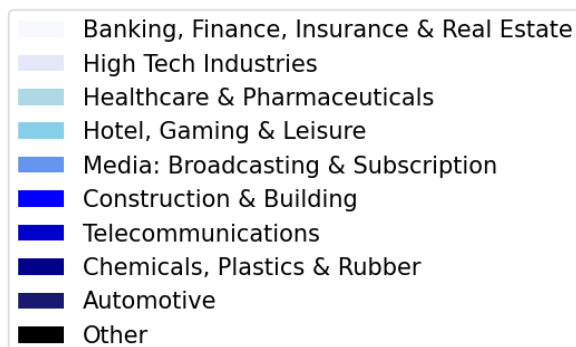 Banking, Finance, Insurance & Real Estate
High Tech Industries
Healthcare & Pharmaceuticals
Hotel, Gaming & Leisure
Media: Broadcasting & Subscription
Construction & Building
Telecommunications
Chemicals, Plastics & Rubber
Automotive
Other